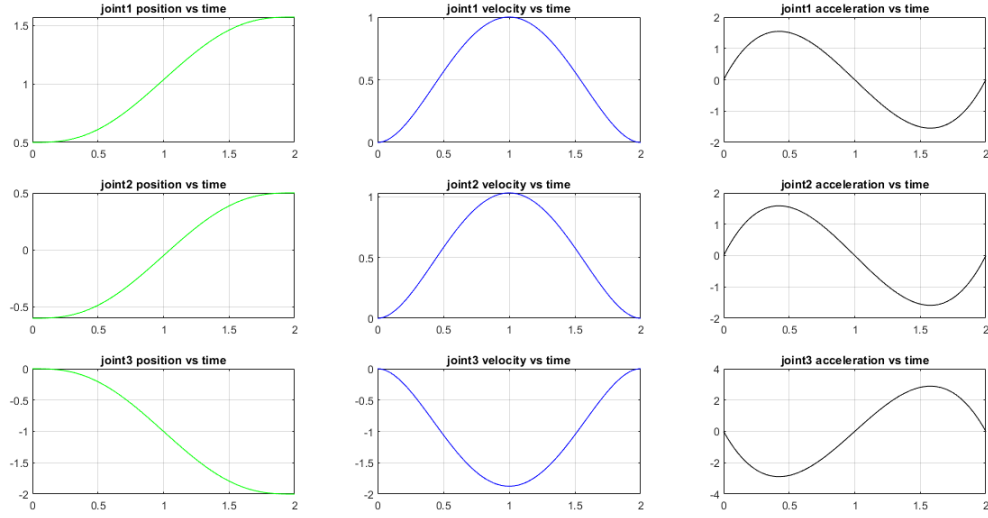 joint1 position vs time
1.5
1
0.5
0 0.5 1 1.5 2
joint1 velocity vs time
1
0.5
0
0 0.5 1 1.5 2
joint1 acceleration vs time
2
1
0
-1
-2
0 0.5 1 1.5 2
joint2 position vs time
0.5
0
-0.5
0 0.5 1 1.5 2
joint2 velocity vs time
1
0.5
0
0 0.5 1 1.5 2
joint2 acceleration vs time
2
1
0
-1
-2
0 0.5 1 1.5 2
joint3 position vs time
0
-0.5
-1
-1.5
-2
0 0.5 1 1.5 2
joint3 velocity vs time
0
-0.5
-1
-1.5
-2
0 0.5 1 1.5 2
joint3 acceleration vs time
4
2
0
-2
-4
0 0.5 1 1.5 2